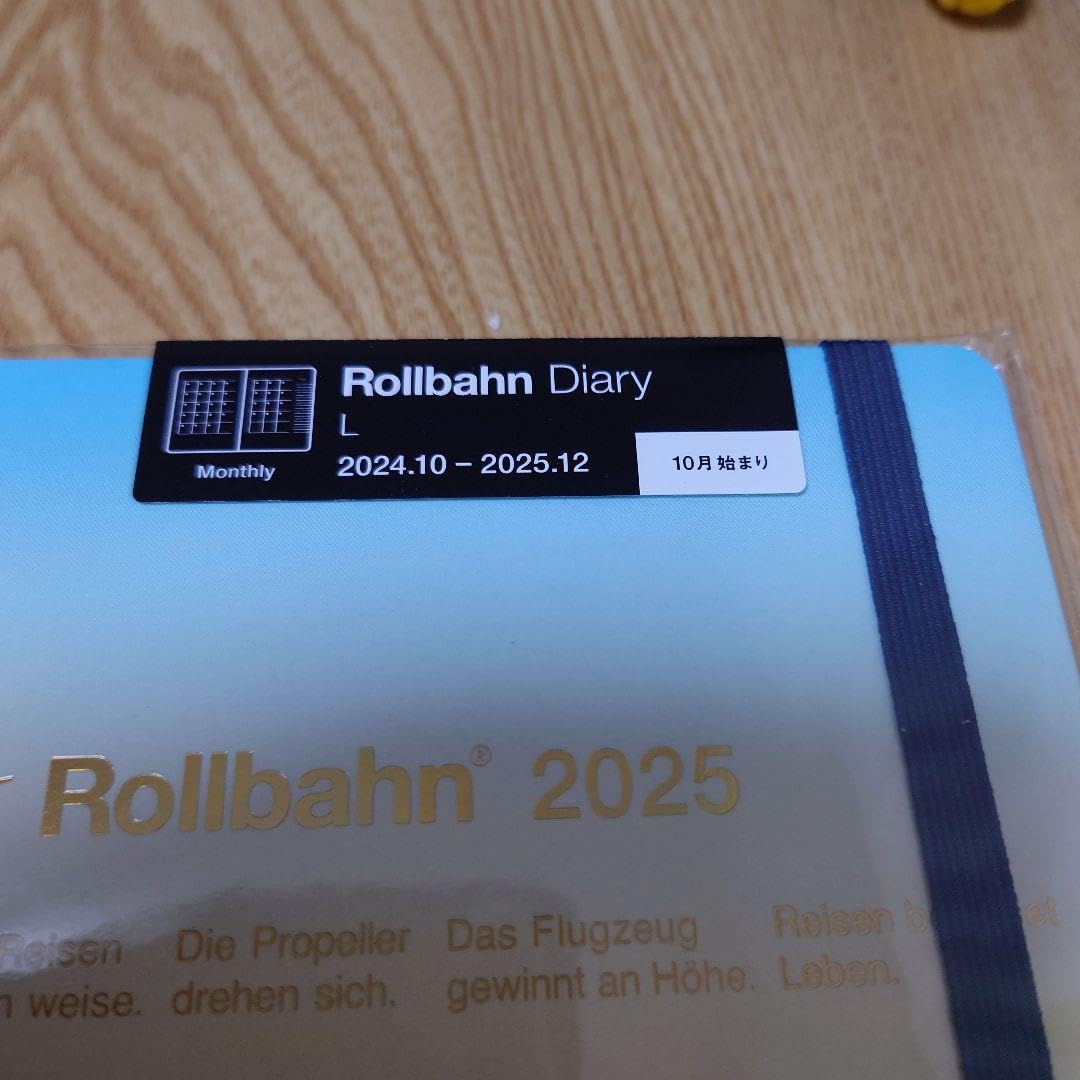 Rollbahn Diary
L
Monthly
2024.10 – 2025.12
10月始まり
Rollbahn® 2025
Reisen
weise.
Die Propeller
drehen sich.
Das Flugzeug
gewinnt an Höhe.
Reisen
Leben.